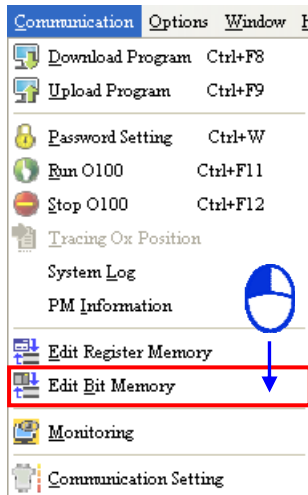 Communication Options Window
Download Program Ctrl+F8
Upload Program Ctrl+F9
Password Setting Ctrl+W
Run O100 Ctrl+F11
Stop O100 Ctrl+F12
Tracing Ox Position
System Log
PM Information
Edit Register Memory
Edit Bit Memory
Monitoring
Communication Setting